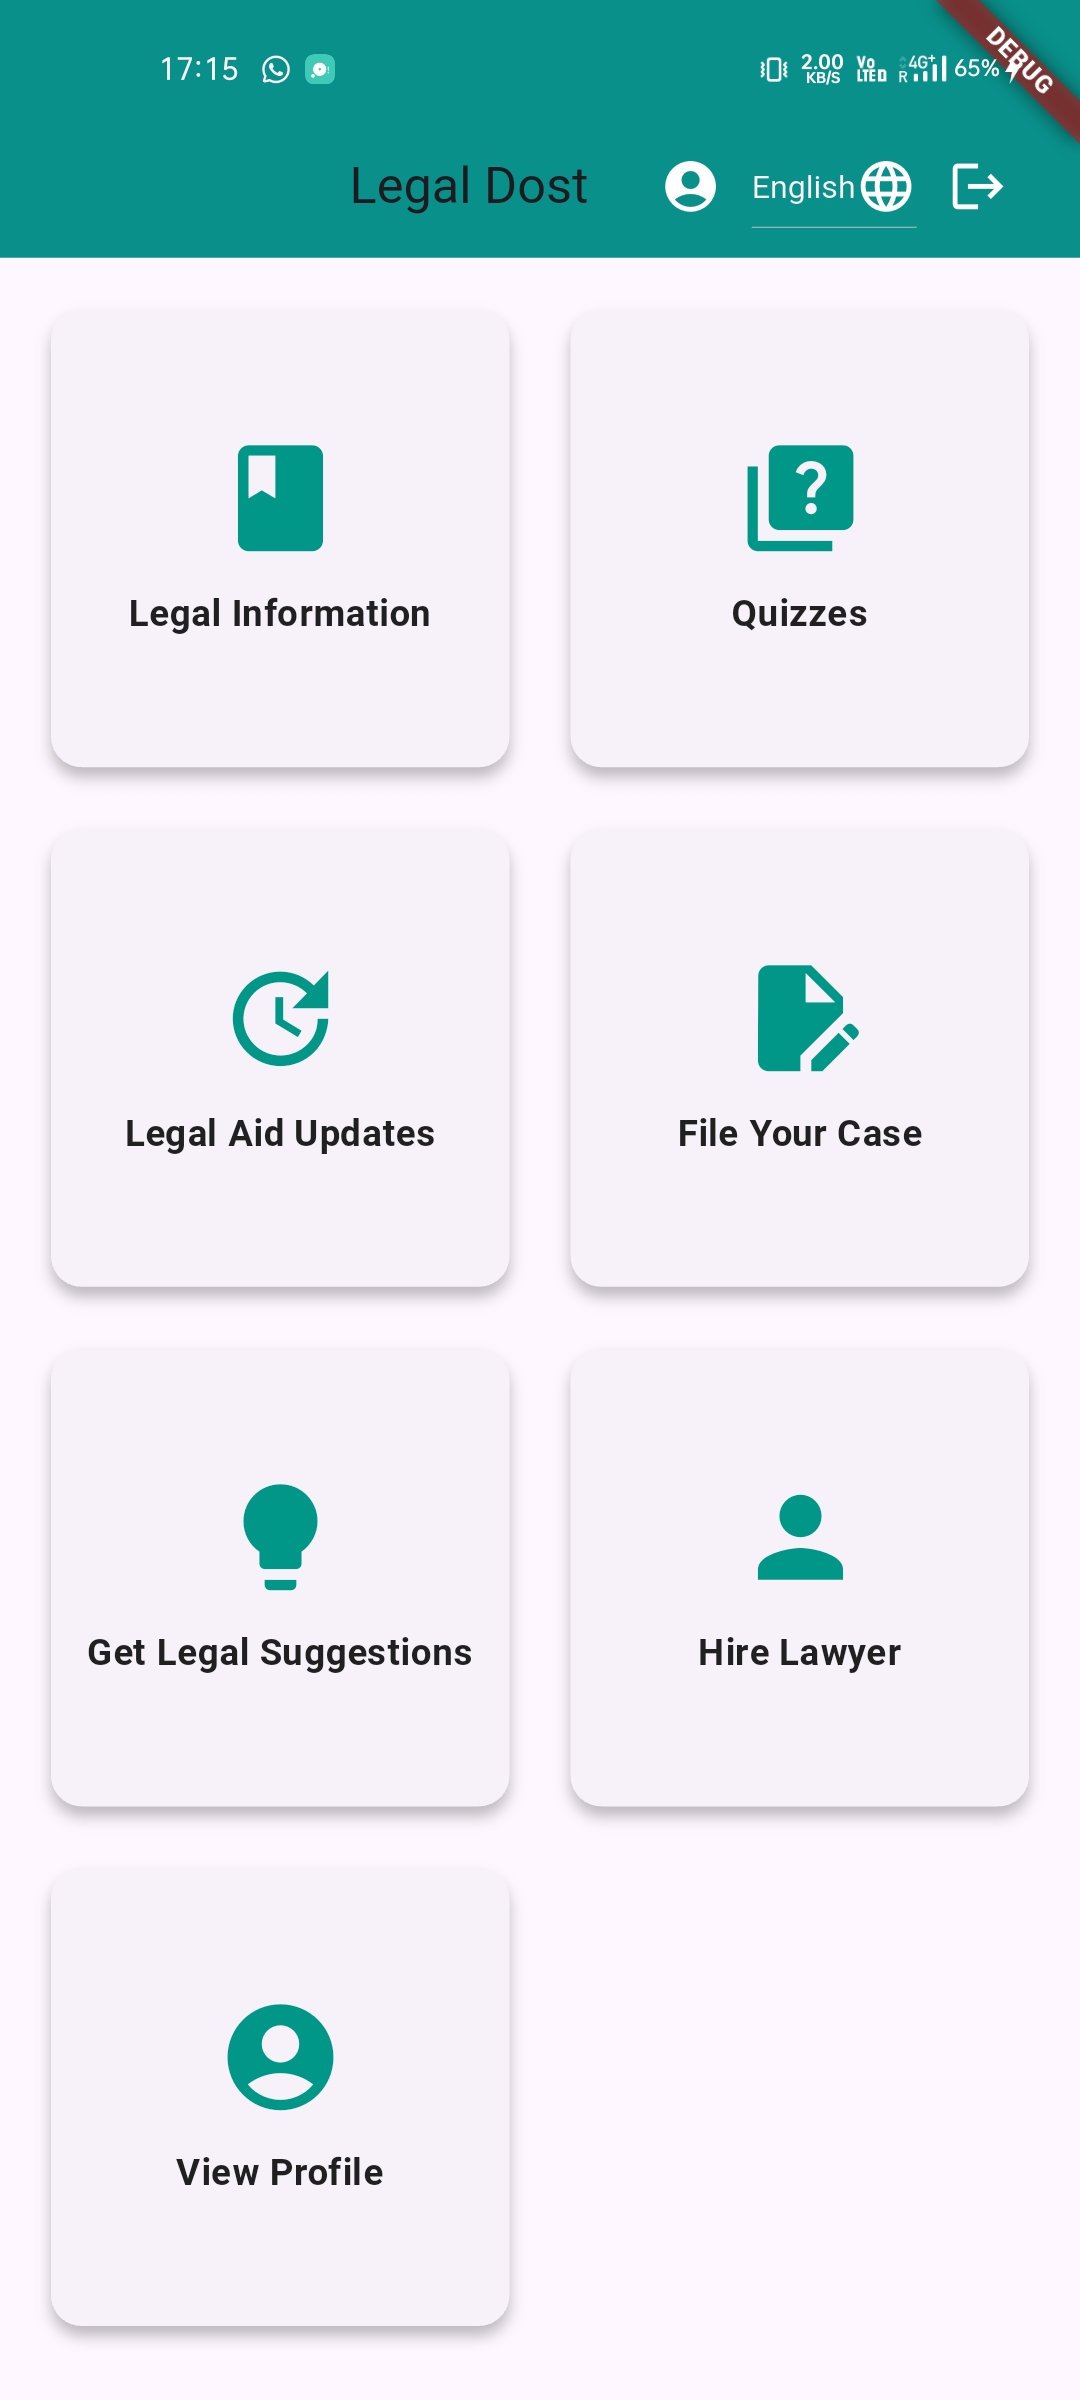 17:15 2.00 KB/S Vo LTED R 4G+ 65% DEBUG
Legal Dost English
Legal Information
Quizzes
Legal Aid Updates
File Your Case
Get Legal Suggestions
Hire Lawyer
View Profile